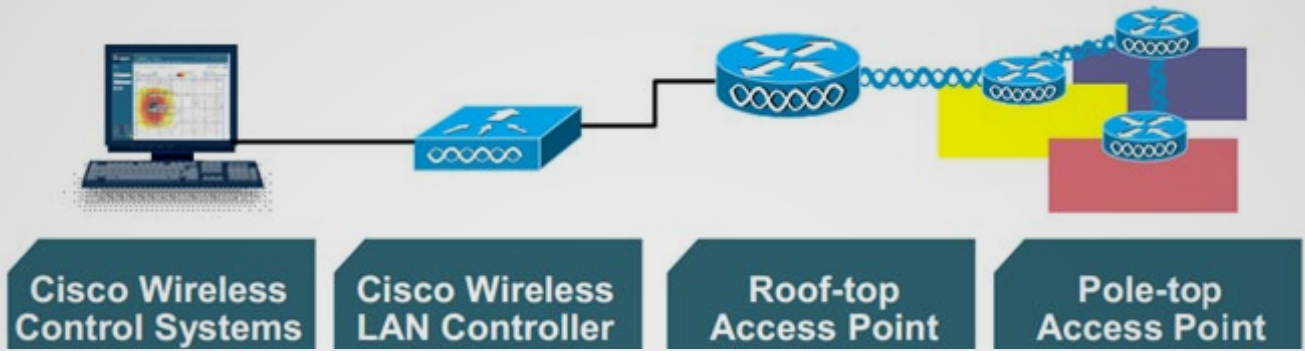 Cisco Wireless
Control Systems
Cisco Wireless
LAN Controller
Roof-top
Access Point
Pole-top
Access Point